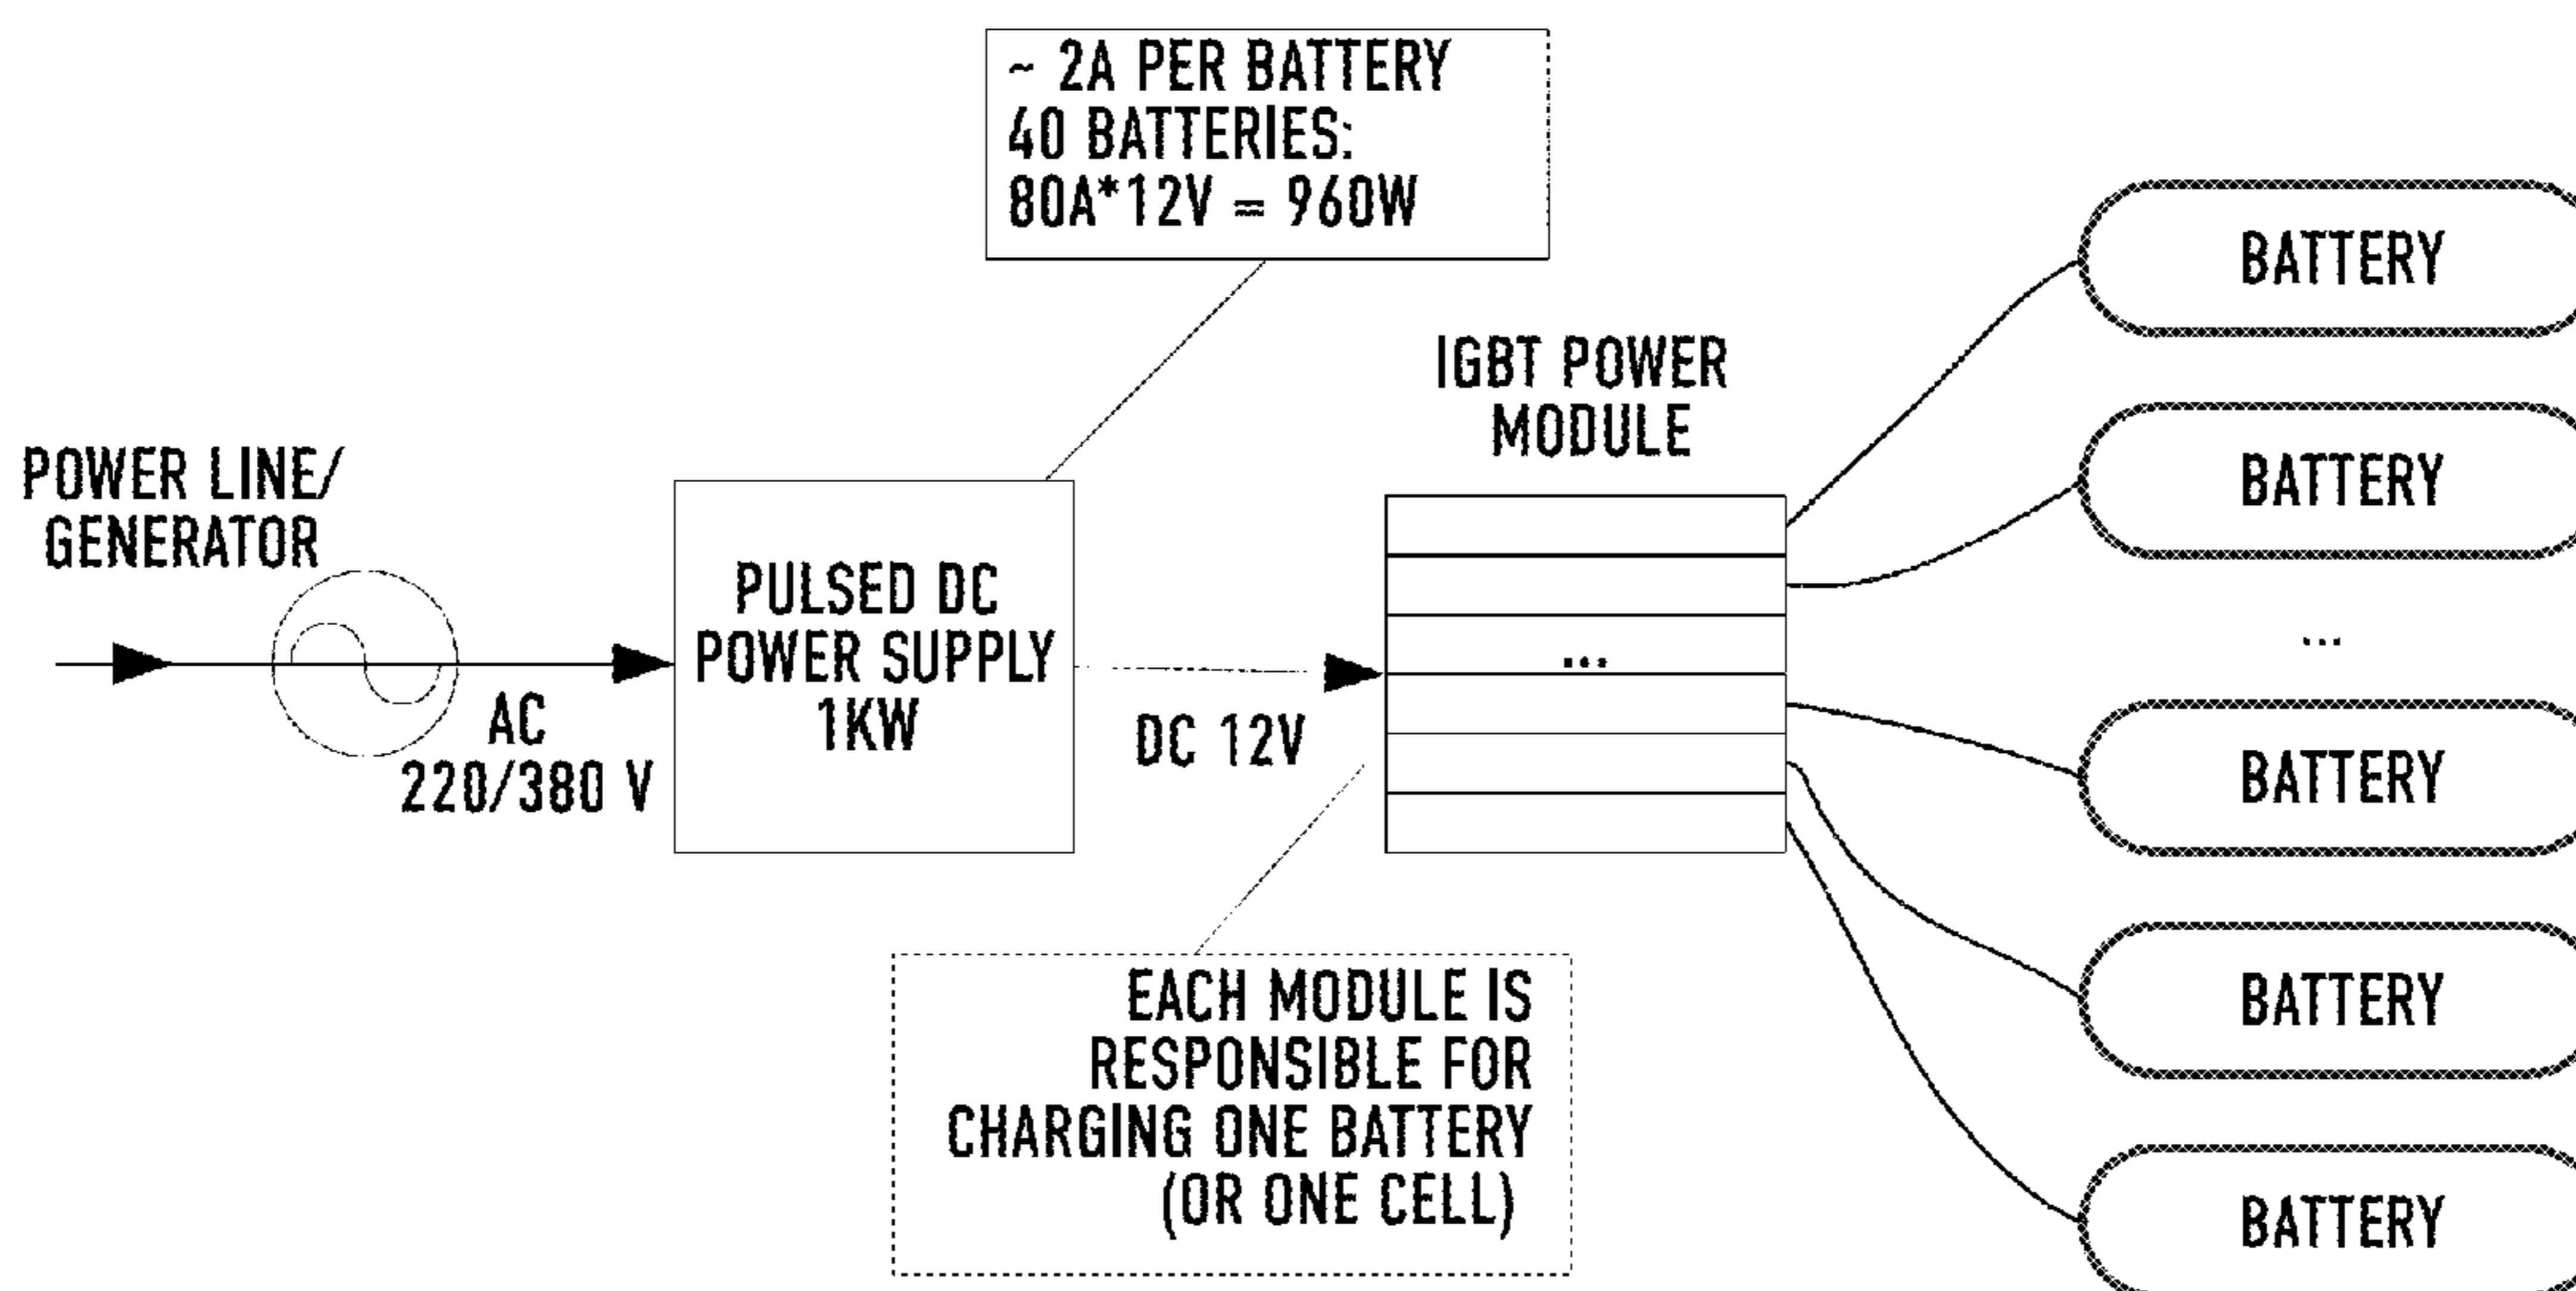 ~ 2A PER BATTERY
40 BATTERIES:
80A*12V = 960W
BATTERY
IGBT POWER
MODULE
POWER LINE/
GENERATOR
BATTERY
PULSED DC
POWER SUPPLY
1KW
...
...
AC
220/380 V
DC 12V
BATTERY
EACH MODULE IS
RESPONSIBLE FOR
CHARGING ONE BATTERY
(OR ONE CELL)
BATTERY
BATTERY